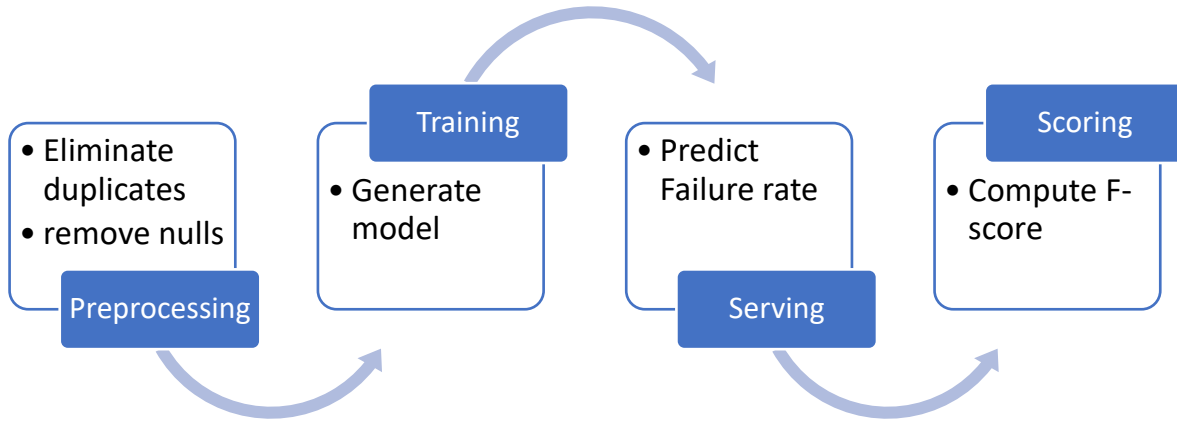 • Eliminate
duplicates
• remove nulls
Preprocessing
Training
• Generate
model
• Predict
Failure rate
Serving
Scoring
• Compute F-
score